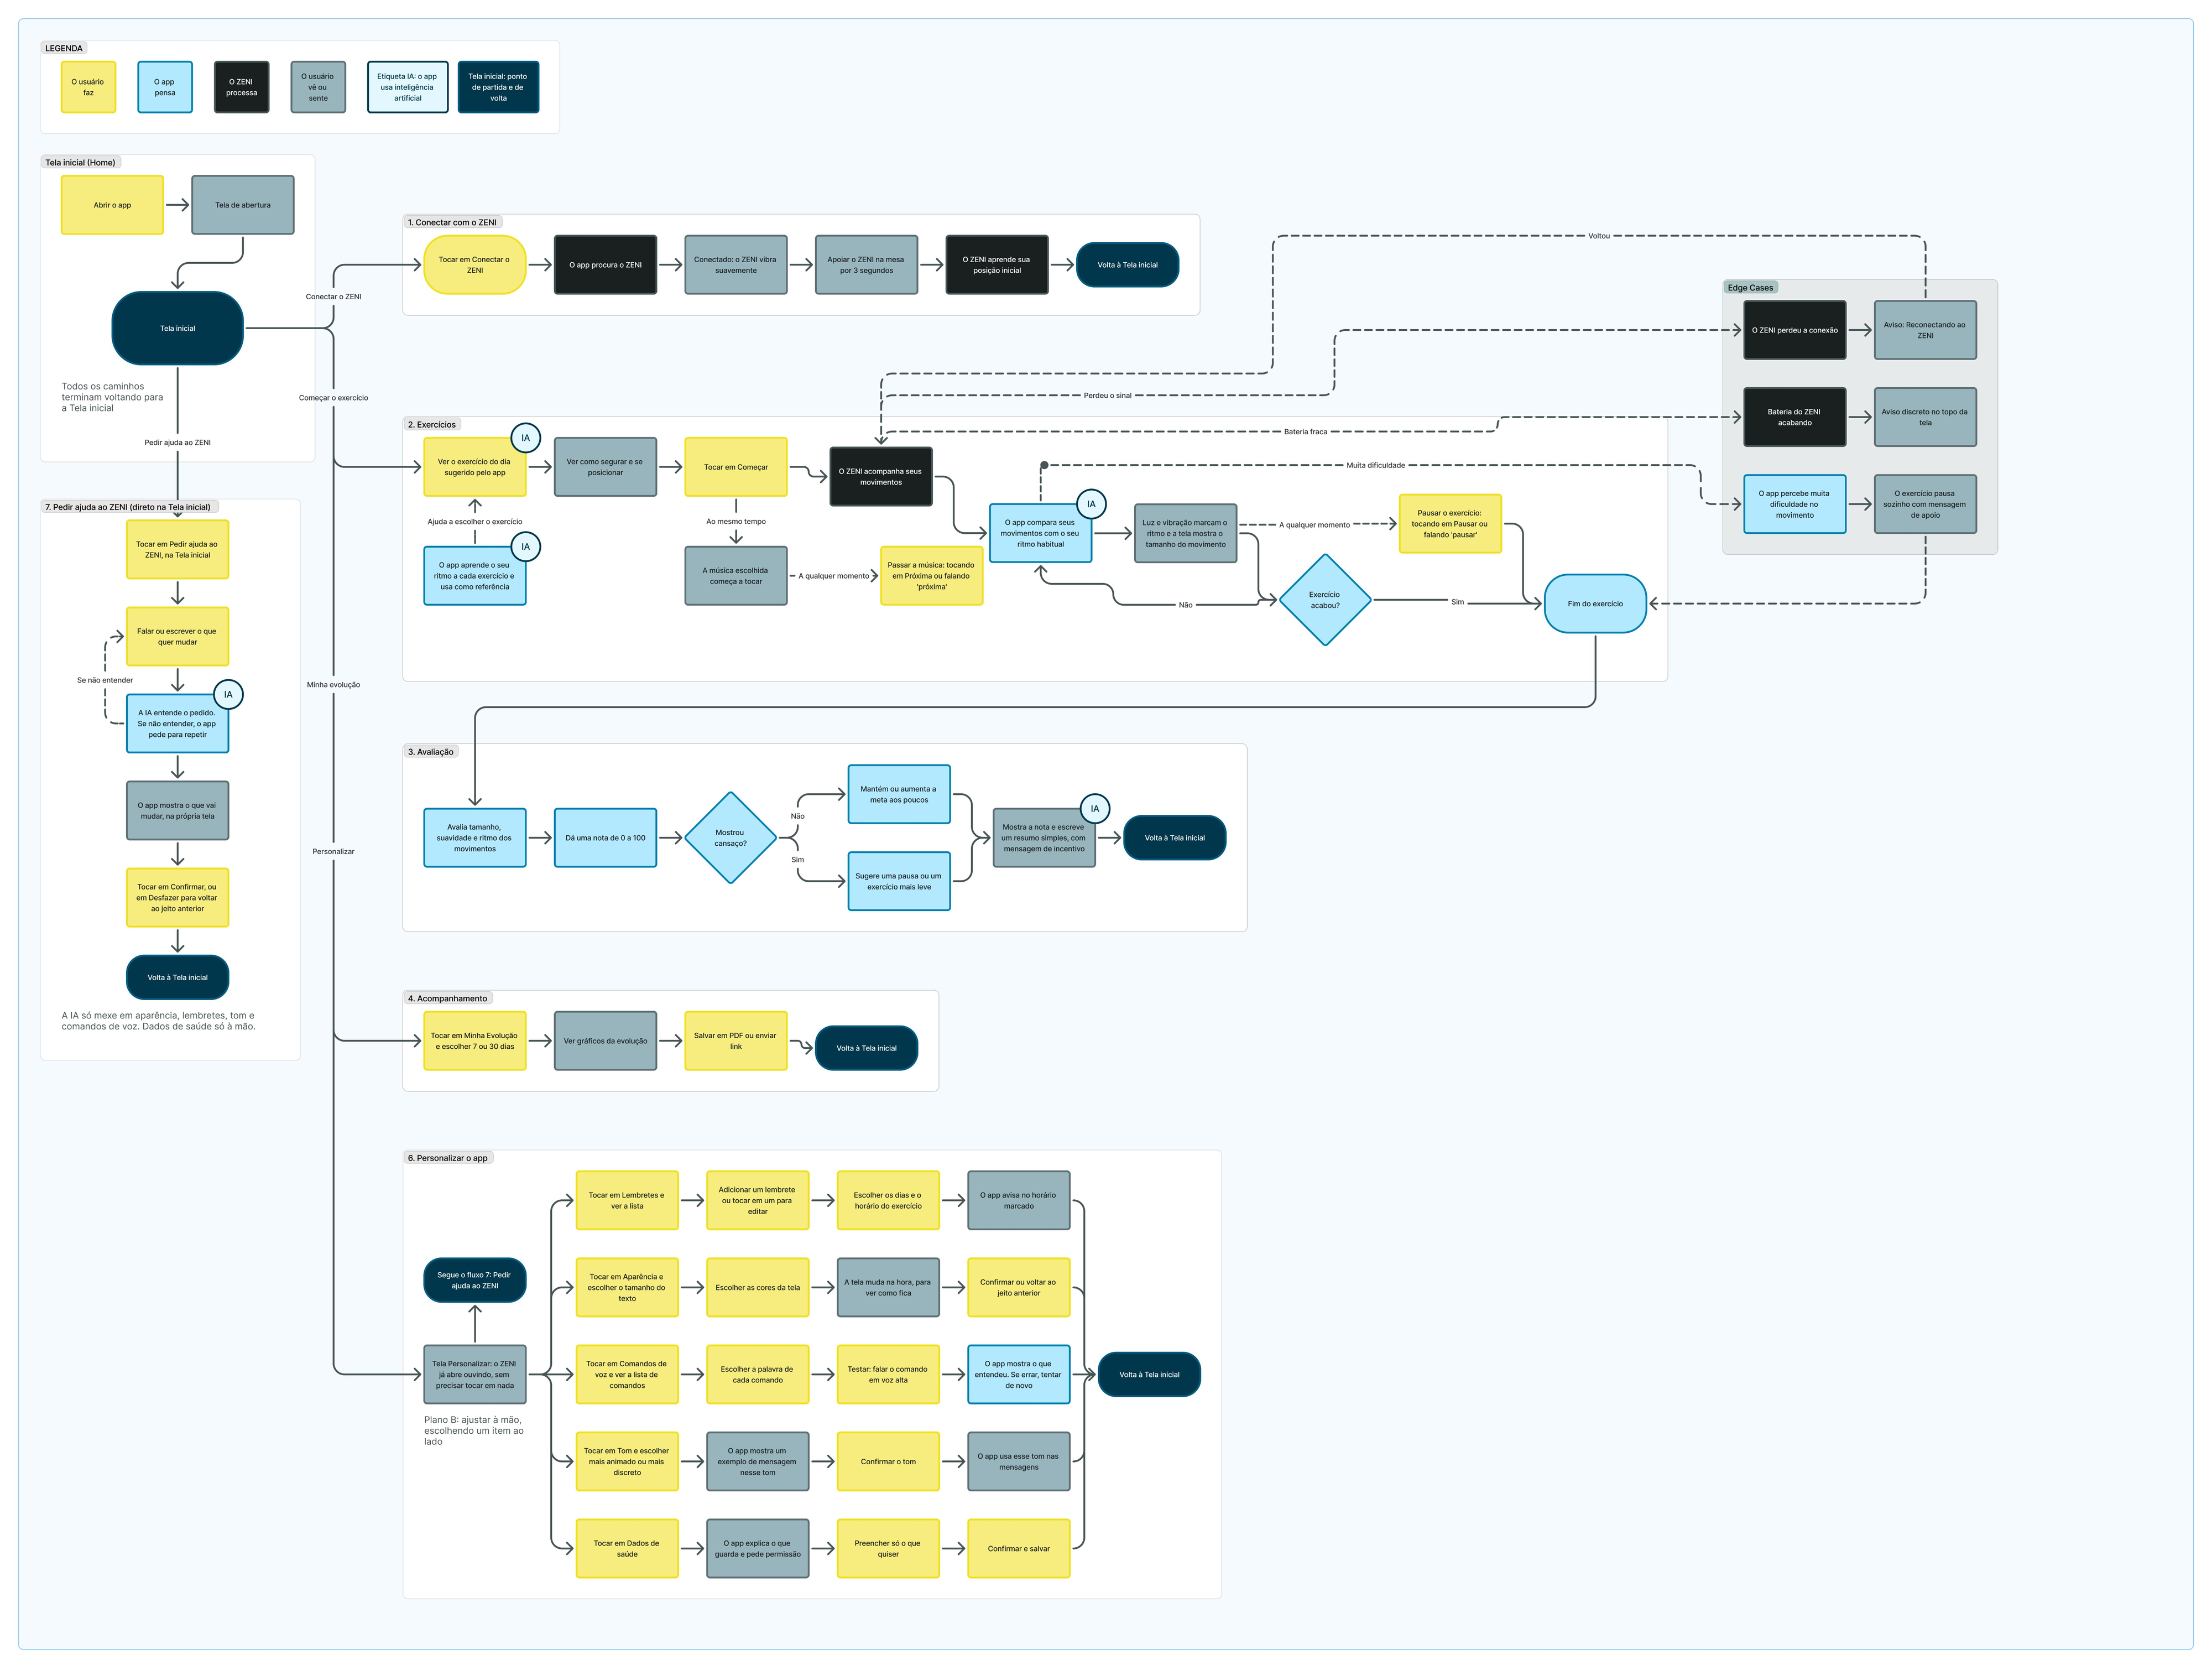 LEGENDA
O usuário
faz
O app
pensa
O ZENI
processa
O usuário
vê ou
sente
Etiqueta IA: o app
usa inteligência
artificial
Tela inicial: ponto
de partida e de
volta
Tela inicial (Home)
Abrir o app
Tela de abertura
Tela inicial
Todos os caminhos
terminam voltando para
a Tela inicial
Pedir ajuda ao ZENI
Conectar o ZENI
Começar o exercício
Minha evolução
Personalizar
1. Conectar com o ZENI
Tocar em Conectar o
ZENI
O app procura o ZENI
Conectado: o ZENI vibra
suavemente
Apoiar o ZENI na mesa
por 3 segundos
O ZENI aprende sua
posição inicial
Volta à Tela inicial
Voltou
Perdeu o sinal
Bateria fraca
Muita dificuldade
Edge Cases
O ZENI perdeu a conexão
Aviso: Reconectando ao
ZENI
Bateria do ZENI
acabando
Aviso discreto no topo da
tela
O app percebe muita
dificuldade no
movimento
O exercício pausa
sozinho com mensagem
de apoio
2. Exercícios
IA
Ver o exercício do dia
sugerido pelo app
Ver como segurar e se
posicionar
Tocar em Começar
O ZENI acompanha seus
movimentos
Ajuda a escolher o exercício
IA
O app aprende o seu
ritmo a cada exercício e
usa como referência
Ao mesmo tempo
A música escolhida
começa a tocar
A qualquer momento
Passar a música: tocando
em Próxima ou falando
'próxima'
IA
O app compara seus
movimentos com o seu
ritmo habitual
Luz e vibração marcam o
ritmo e a tela mostra o
tamanho do movimento
A qualquer momento
Pausar o exercício:
tocando em Pausar ou
falando 'pausar'
Não
Exercício
acabou?
Sim
Fim do exercício
7. Pedir ajuda ao ZENI (direto na Tela inicial)
Tocar em Pedir ajuda ao
ZENI, na Tela inicial
Falar ou escrever o que
quer mudar
Se não entender
IA
A IA entende o pedido.
Se não entender, o app
pede para repetir
O app mostra o que vai
mudar, na própria tela
Tocar em Confirmar, ou
em Desfazer para voltar
ao jeito anterior
Volta à Tela inicial
A IA só mexe em aparência, lembretes, tom e
comandos de voz. Dados de saúde só à mão.
3. Avaliação
Avalia tamanho,
suavidade e ritmo dos
movimentos
Dá uma nota de 0 a 100
Mostrou
cansaço?
Não
Sim
Mantém ou aumenta a
meta aos poucos
Sugere uma pausa ou um
exercício mais leve
IA
Mostra a nota e escreve
um resumo simples, com
mensagem de incentivo
Volta à Tela inicial
4. Acompanhamento
Tocar em Minha Evolução
e escolher 7 ou 30 dias
Ver gráficos da evolução
Salvar em PDF ou enviar
link
Volta à Tela inicial
6. Personalizar o app
Segue o fluxo 7: Pedir
ajuda ao ZENI
Tela Personalizar: o ZENI
já abre ouvindo, sem
precisar tocar em nada
Plano B: ajustar à mão,
escolhendo um item ao
lado
Tocar em Lembretes e
ver a lista
Adicionar um lembrete
ou tocar em um para
editar
Escolher os dias e o
horário do exercício
O app avisa no horário
marcado
Tocar em Aparência e
escolher o tamanho do
texto
Escolher as cores da tela
A tela muda na hora, para
ver como fica
Confirmar ou voltar ao
jeito anterior
Tocar em Comandos de
voz e ver a lista de
comandos
Escolher a palavra de
cada comando
Testar: falar o comando
em voz alta
O app mostra o que
entendeu. Se errar, tentar
de novo
Tocar em Tom e escolher
mais animado ou mais
discreto
O app mostra um
exemplo de mensagem
nesse tom
Confirmar o tom
O app usa esse tom nas
mensagens
Tocar em Dados de
saúde
O app explica o que
guarda e pede permissão
Preencher só o que
quiser
Confirmar e salvar
Volta à Tela inicial